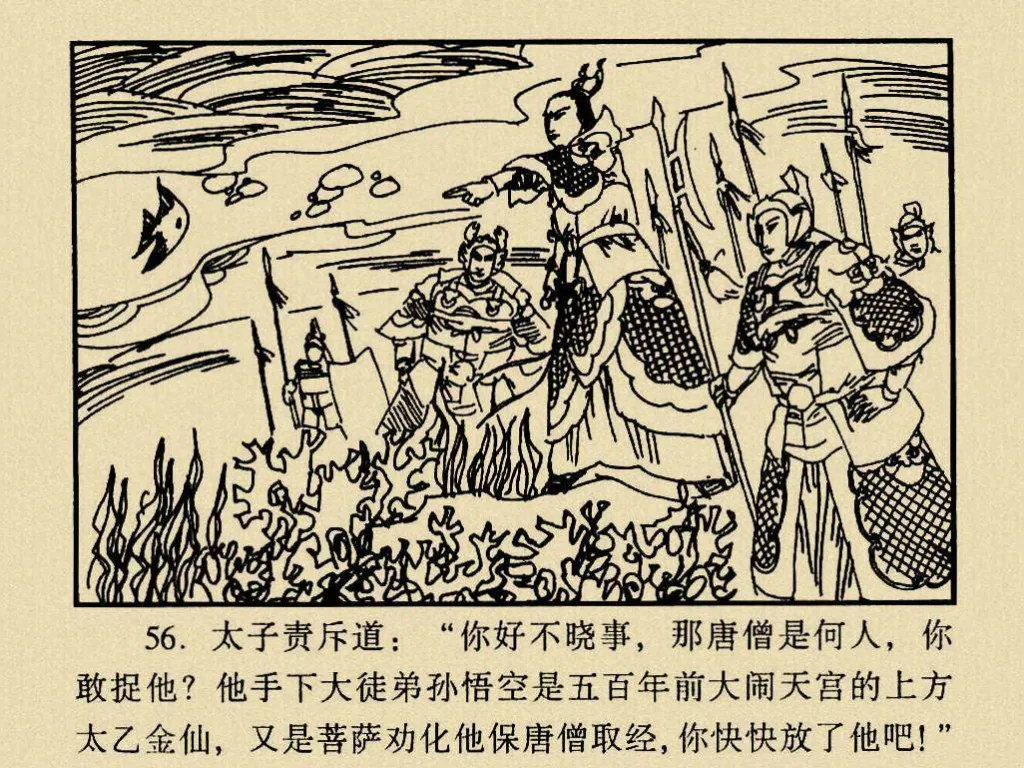 56. 太子责斥道：“你好不晓事，那唐僧是何人，你
敢捉他？他手下大徒弟孙悟空是五百年前大闹天宫的上方
太乙金仙，又是菩萨劝化他保唐僧取经，你快快放了他吧！”